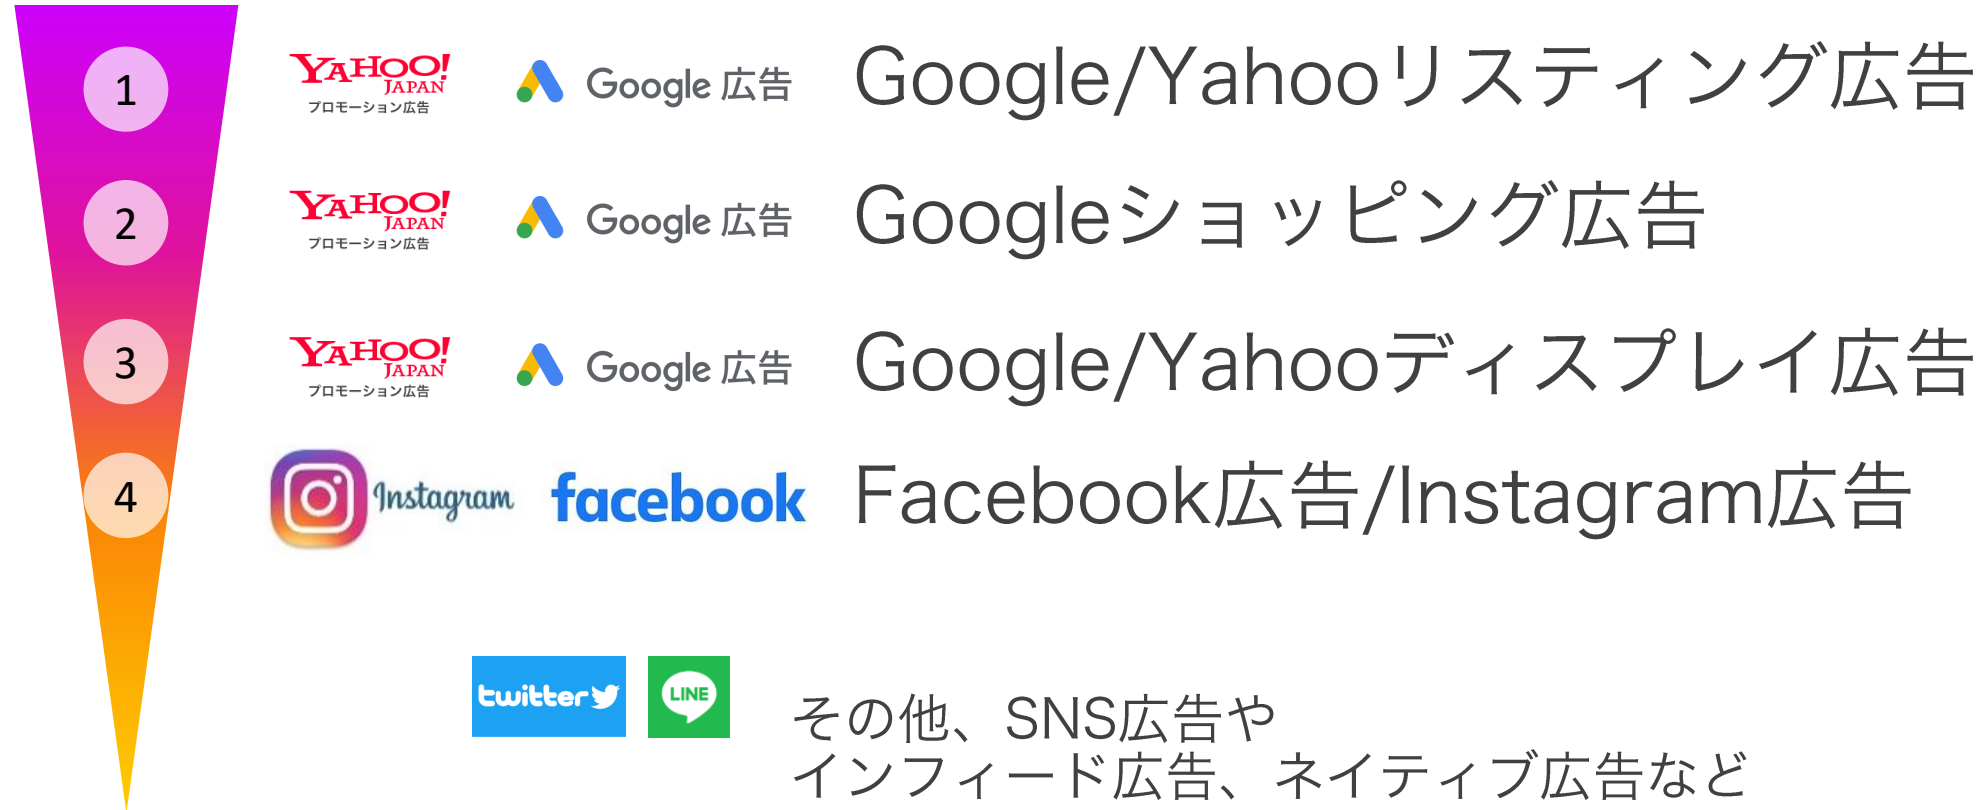 1
YAHOO!
JAPAN
プロモーション広告
Google 広告
Google/Yahooリスティング広告
2
YAHOO!
JAPAN
プロモーション広告
Google 広告
Googleショッピング広告
3
YAHOO!
JAPAN
プロモーション広告
Google 広告
Google/Yahooディスプレイ広告
4
Instagram
facebook
Facebook広告/Instagram広告
twitter
LINE
その他、SNS広告や
インフィード広告、ネイティブ広告など